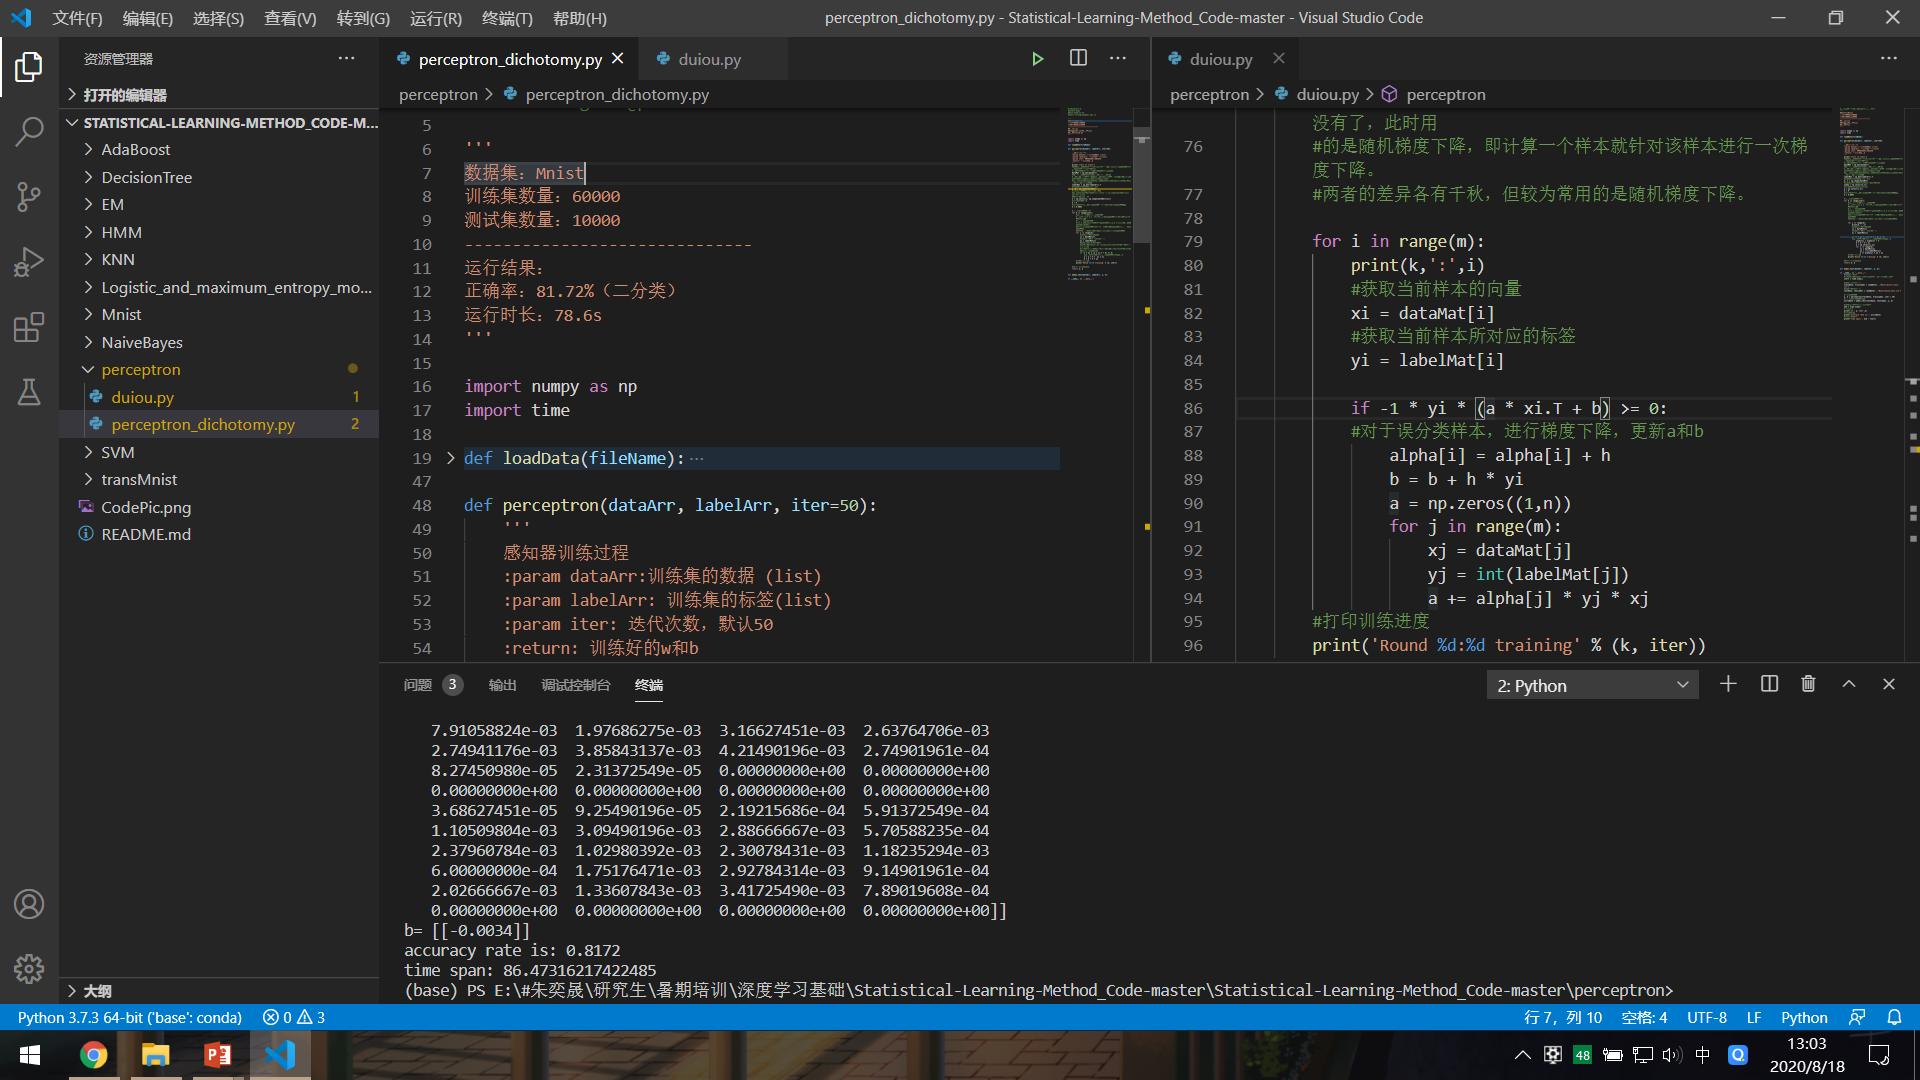 文件(F) 编辑(E) 选择(S) 查看(V) 转到(G) 运行(R) 终端(T) 帮助(H)
perceptron_dichotomy.py - Statistical-Learning-Method_Code-master - Visual Studio Code
资源管理器
打开的编辑器
STATISTICAL-LEARNING-METHOD_CODE-M...
AdaBoost
DecisionTree
EM
HMM
KNN
Logistic_and_maximum_entropy_mo...
Mnist
NaiveBayes
perceptron
duiou.py 1
perceptron_dichotomy.py 2
SVM
transMnist
CodePic.png
README.md
大纲
perceptron_dichotomy.py
duiou.py
perceptron > perceptron_dichotomy.py
5
6 '''
7 数据集：Mnist
8 训练集数量：60000
9 测试集数量：10000
10 ------------------------------
11 运行结果：
12 正确率：81.72%（二分类）
13 运行时长：78.6s
14 '''
15
16 import numpy as np
17 import time
18
19 def loadData(fileName):···
47
48 def perceptron(dataArr, labelArr, iter=50):
49 '''
50 感知器训练过程
51 :param dataArr:训练集的数据 (list)
52 :param labelArr: 训练集的标签(list)
53 :param iter: 迭代次数，默认50
54 :return: 训练好的w和b
duiou.py
perceptron > duiou.py > perceptron
没有了，此时用
76 #的是随机梯度下降，即计算一个样本就针对该样本进行一次梯
度下降。
77 #两者的差异各有千秋，但较为常用的是随机梯度下降。
78
79 for i in range(m):
80 print(k,':',i)
81 #获取当前样本的向量
82 xi = dataMat[i]
83 #获取当前样本所对应的标签
84 yi = labelMat[i]
85
86 if -1 * yi * (a * xi.T + b) >= 0:
87 #对于误分类样本，进行梯度下降，更新a和b
88 alpha[i] = alpha[i] + h
89 b = b + h * yi
90 a = np.zeros((1,n))
91 for j in range(m):
92 xj = dataMat[j]
93 yj = int(labelMat[j])
94 a += alpha[j] * yj * xj
95 #打印训练进度
96 print('Round %d:%d training' % (k, iter))
问题 3 输出 调试控制台 终端
2: Python
7.91058824e-03 1.97686275e-03 3.16627451e-03 2.63764706e-03
2.74941176e-03 3.85843137e-03 4.21490196e-03 2.74901961e-04
8.27450980e-05 2.31372549e-05 0.00000000e+00 0.00000000e+00
0.00000000e+00 0.00000000e+00 0.00000000e+00 0.00000000e+00
3.68627451e-05 9.25490196e-05 2.19215686e-04 5.91372549e-04
1.10509804e-03 3.09490196e-03 2.88666667e-03 5.70588235e-04
2.37960784e-03 1.02980392e-03 2.30078431e-03 1.18235294e-03
6.00000000e-04 1.75176471e-03 2.92784314e-03 9.14901961e-04
2.02666667e-03 1.33607843e-03 3.41725490e-03 7.89019608e-04
0.00000000e+00 0.00000000e+00 0.00000000e+00 0.00000000e+00]]
b= [[-0.0034]]
accuracy rate is: 0.8172
time span: 86.47316217422485
(base) PS E:\#朱奕晟\研究生\暑期培训\深度学习基础\Statistical-Learning-Method_Code-master\Statistical-Learning-Method_Code-master\perceptron>
Python 3.7.3 64-bit ('base': conda) 0 3
行 7，列 10 空格: 4 UTF-8 LF Python
48 中
13:03
2020/8/18